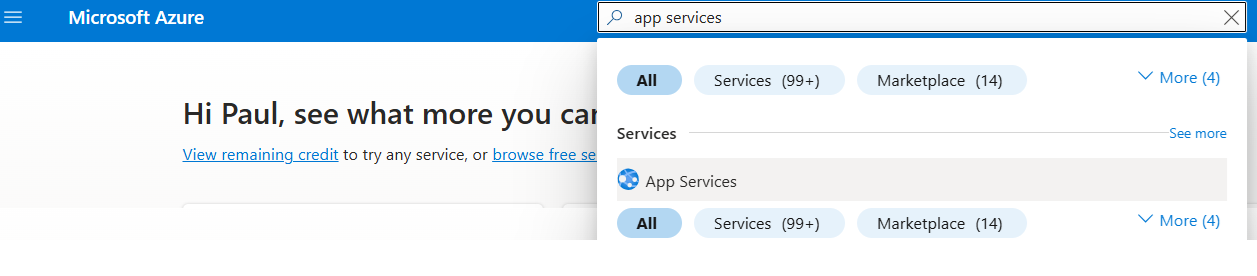 Microsoft Azure
app services
All Services (99+) Marketplace (14) More (4)
Hi Paul, see what more you can
Services See more
View remaining credit to try any service, or browse free se
App Services
All Services (99+) Marketplace (14) More (4)